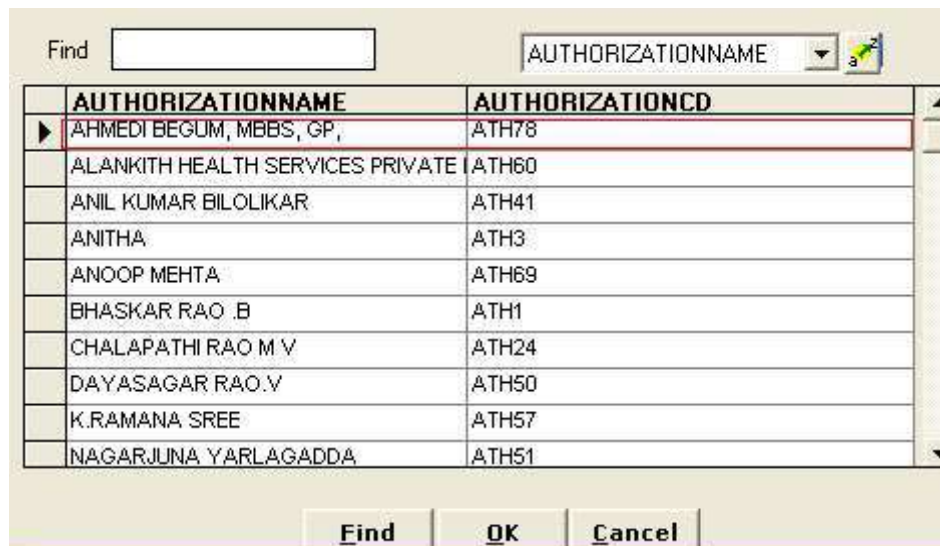 Find AUTHORIZATIONNAME a z
AUTHORIZATIONNAME AUTHORIZATIONCD
AHMEDI BEGUM, MBBS, GP, ATH78
ALANKITH HEALTH SERVICES PRIVATE ATH60
ANIL KUMAR BILOLIKAR ATH41
ANITHA ATH3
ANOOP MEHTA ATH69
BHASKAR RAO .B ATH1
CHALAPATHI RAO M V ATH24
DAYASAGAR RAO.V ATH50
K.RAMANA SREE ATH57
NAGARJUNA YARLAGADDA ATH51
Find OK Cancel